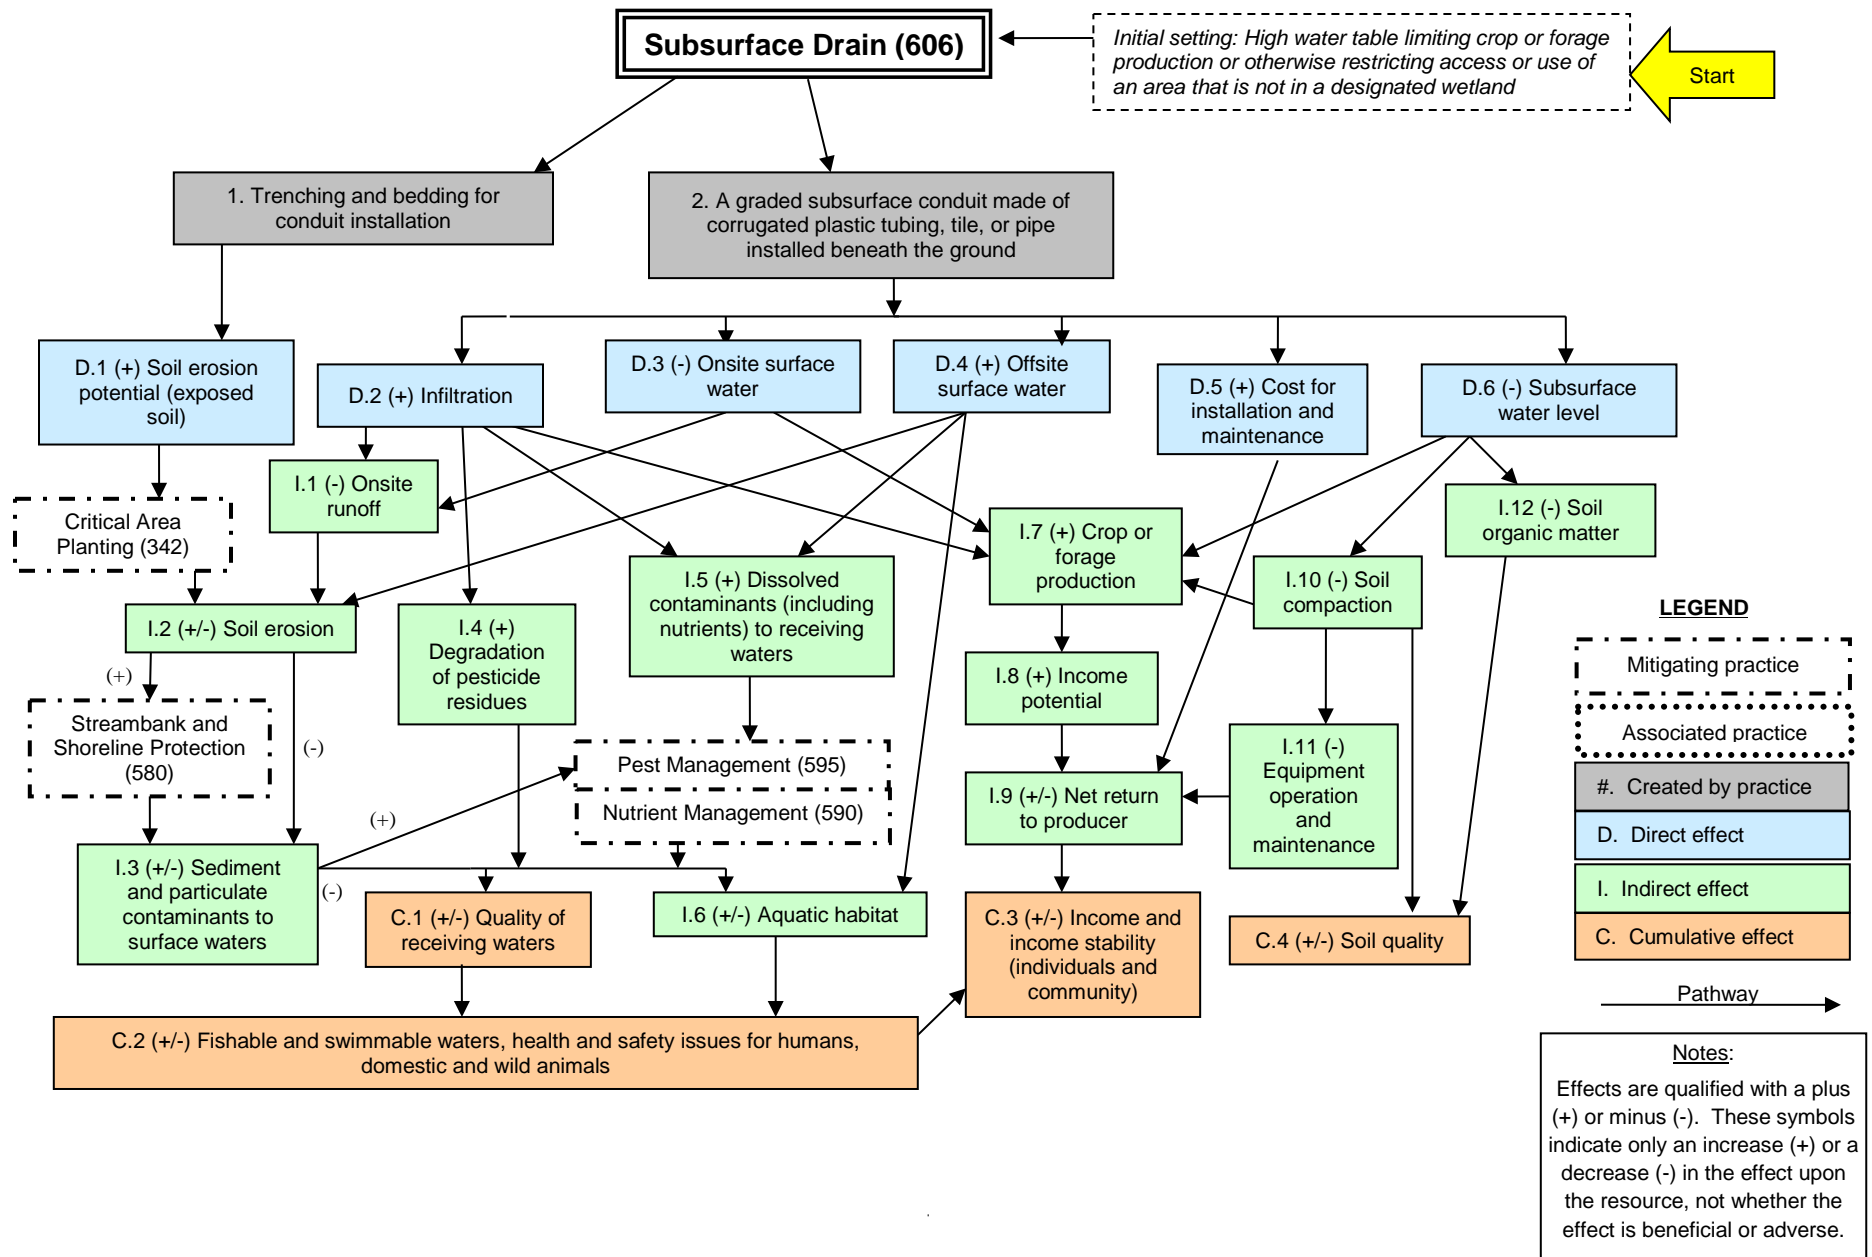 Subsurface Drain (606)
Initial setting: High water table limiting crop or forage
production or otherwise restricting access or use of
an area that is not in a designated wetland
Start
1. Trenching and bedding for
conduit installation
2. A graded subsurface conduit made of
corrugated plastic tubing, tile, or pipe
installed beneath the ground
D.1 (+) Soil erosion
potential (exposed
soil)
D.2 (+) Infiltration
D.3 (-) Onsite surface
water
D.4 (+) Offsite
surface water
D.5 (+) Cost for
installation and
maintenance
D.6 (-) Subsurface
water level
I.1 (-) Onsite
runoff
Critical Area
Planting (342)
I.2 (+/-) Soil erosion
I.4 (+)
Degradation
of pesticide
residues
I.5 (+) Dissolved
contaminants (including
nutrients) to receiving
waters
I.7 (+) Crop or
forage
production
I.10 (-) Soil
compaction
I.12 (-) Soil
organic matter
(+)
(-)
Streambank and
Shoreline Protection
(580)
I.8 (+) Income
potential
Pest Management (595)
Nutrient Management (590)
(+)
I.9 (+/-) Net return
to producer
I.11 (-)
Equipment
operation
and
maintenance
I.3 (+/-) Sediment
and particulate
contaminants to
surface waters
(-)
C.1 (+/-) Quality of
receiving waters
I.6 (+/-) Aquatic habitat
C.3 (+/-) Income and
income stability
(individuals and
community)
C.4 (+/-) Soil quality
C.2 (+/-) Fishable and swimmable waters, health and safety issues for humans,
domestic and wild animals
LEGEND
Mitigating practice
Associated practice
#. Created by practice
D. Direct effect
I. Indirect effect
C. Cumulative effect
Pathway
Notes:
Effects are qualified with a plus
(+) or minus (-). These symbols
indicate only an increase (+) or a
decrease (-) in the effect upon
the resource, not whether the
effect is beneficial or adverse.